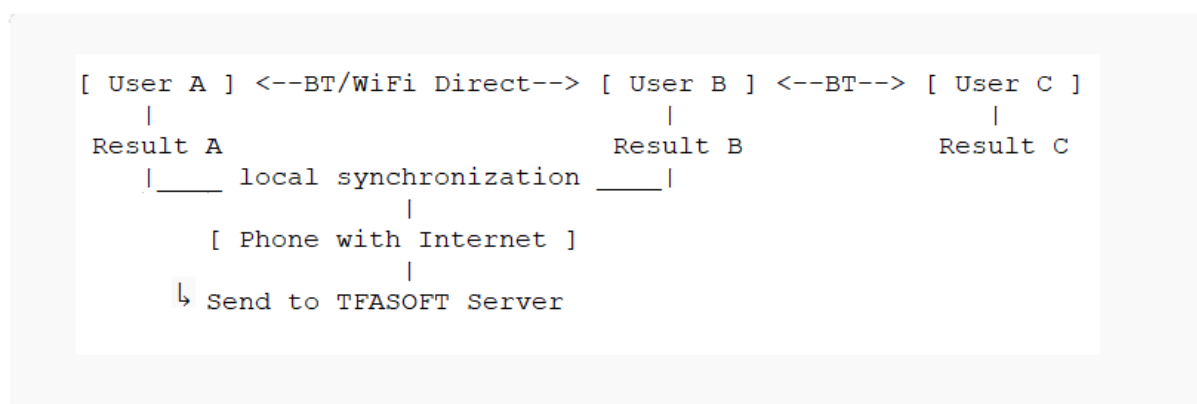 [ User A ] <--BT/WiFi Direct--> [ User B ] <--BT--> [ User C ]
| | |
Result A Result B Result C
|____ local synchronization ____|
|
[ Phone with Internet ]
|
↳ Send to TFASOFT Server